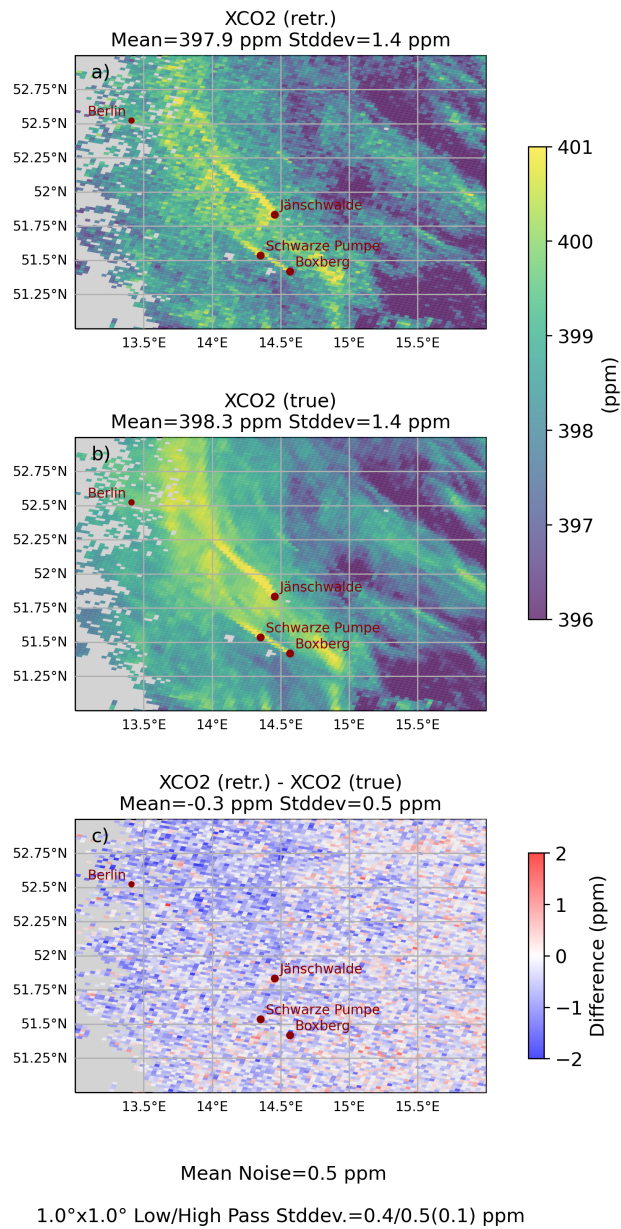 XCO2 (retr.)
Mean=397.9 ppm Stddev=1.4 ppm
a)
52.75°N
Berlin
52.5°N
52.25°N
52°N
Jänschwalde
51.75°N
Schwarze Pumpe
51.5°N
Boxberg
51.25°N
13.5°E 14°E 14.5°E 15°E 15.5°E
XCO2 (true)
Mean=398.3 ppm Stddev=1.4 ppm
b)
52.75°N
Berlin
52.5°N
52.25°N
52°N
Jänschwalde
51.75°N
Schwarze Pumpe
51.5°N
Boxberg
51.25°N
13.5°E 14°E 14.5°E 15°E 15.5°E
401
400
399
398
397
396
(ppm)
XCO2 (retr.) - XCO2 (true)
Mean=-0.3 ppm Stddev=0.5 ppm
c)
52.75°N
Berlin
52.5°N
52.25°N
52°N
Jänschwalde
51.75°N
Schwarze Pumpe
51.5°N
Boxberg
51.25°N
13.5°E 14°E 14.5°E 15°E 15.5°E
2
1
0
−1
−2
Difference (ppm)
Mean Noise=0.5 ppm
1.0°x1.0° Low/High Pass Stddev.=0.4/0.5(0.1) ppm